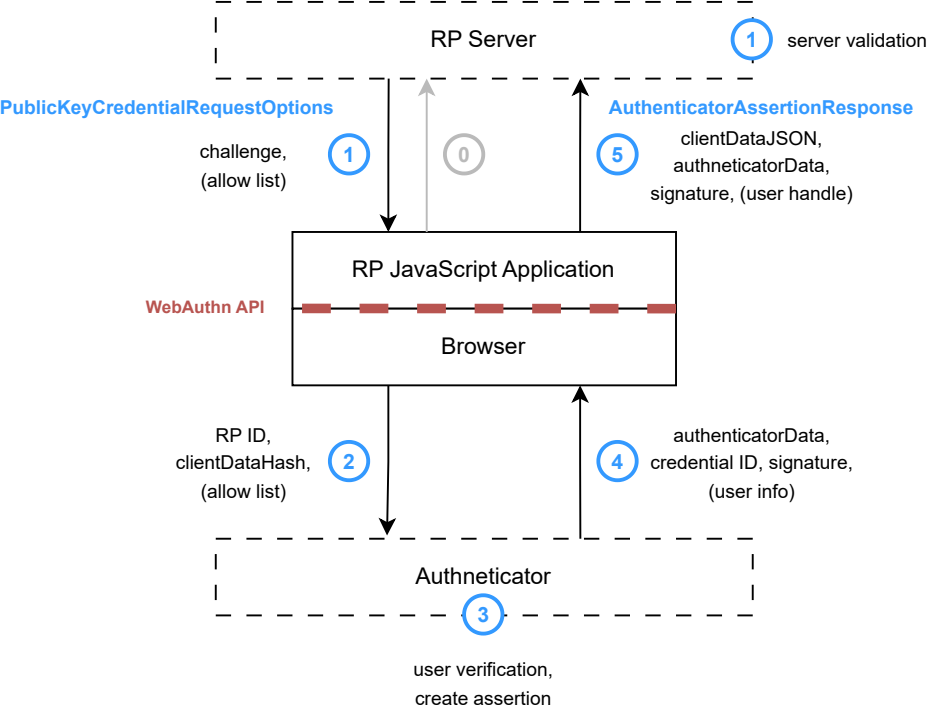 RP Server
1
server validation
PublicKeyCredentialRequestOptions
challenge,
(allow list)
1
0
5
AuthenticatorAssertionResponse
clientDataJSON,
authneticatorData,
signature, (user handle)
RP JavaScript Application
WebAuthn API
Browser
RP ID,
clientDataHash,
(allow list)
2
4
authenticatorData,
credential ID, signature,
(user info)
Authneticator
3
user verification,
create assertion